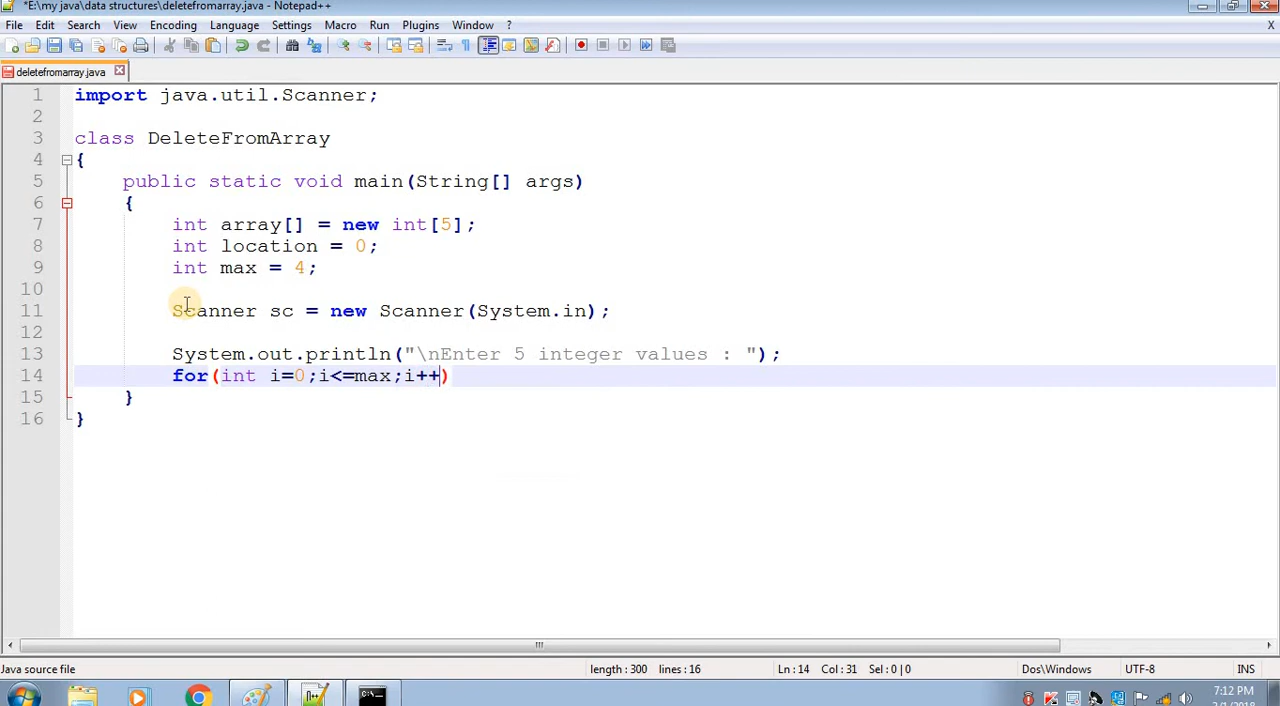 *E:\my java\data structures\deletefromarray.java - Notepad++
File Edit Search View Encoding Language Settings Macro Run Plugins Window ? X
deletefromarray.java
1 import java.util.Scanner;
2
3 class DeleteFromArray
4 {
5 public static void main(String[] args)
6 {
7 int array[] = new int[5];
8 int location = 0;
9 int max = 4;
10
11 Scanner sc = new Scanner(System.in);
12
13 System.out.println("\nEnter 5 integer values : ");
14 for(int i=0;i<=max;i++)
15 }
16 }
Java source file length : 300 lines : 16 Ln : 14 Col : 31 Sel : 0 | 0 Dos\Windows UTF-8 INS
7:12 PM